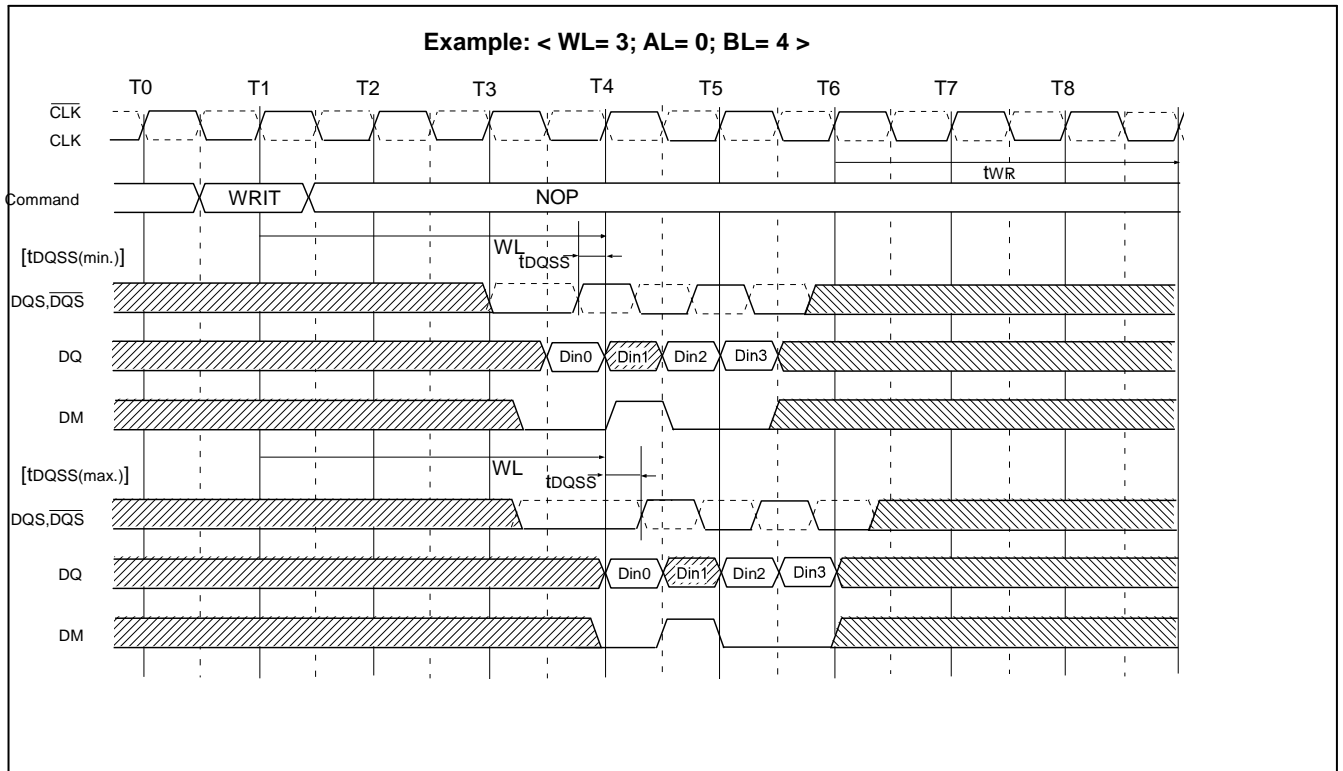 Example: < WL= 3; AL= 0; BL= 4 >
T0 T1 T2 T3 T4 T5 T6 T7 T8
CLK
CLK
tWR
Command WRIT NOP
WL
[tDQSS(min.)] tDQSS
DQS,DQS
DQ Din0 Din1 Din2 Din3
DM
WL
[tDQSS(max.)] tDQSS
DQS,DQS
DQ Din0 Din1 Din2 Din3
DM